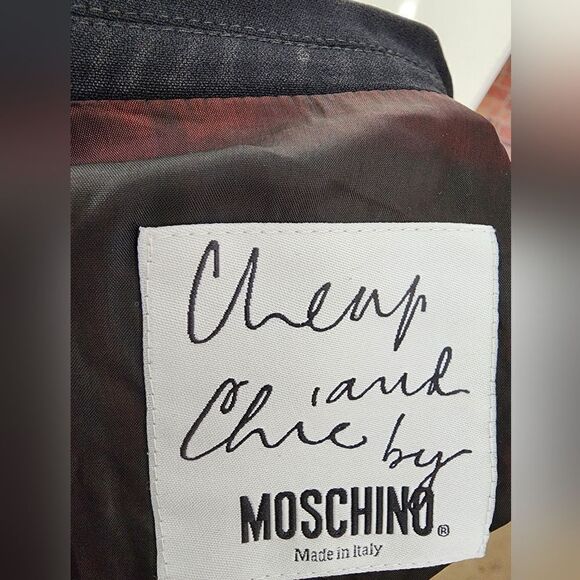 Cheap
and
Chic by
MOSCHINO®
Made in Italy